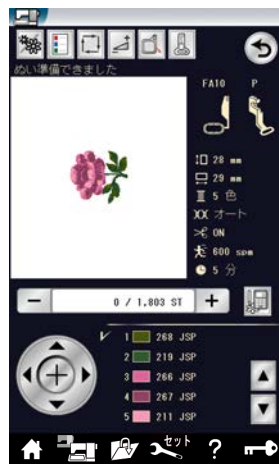 ぬい準備できました
FA10 P
28 mm
29 mm
5 色
XX オート
ON
600 spm
5 分
− 0 / 1,803 ST +
1 268 JSP
2 219 JSP
3 266 JSP
4 267 JSP
5 211 JSP
セット ?